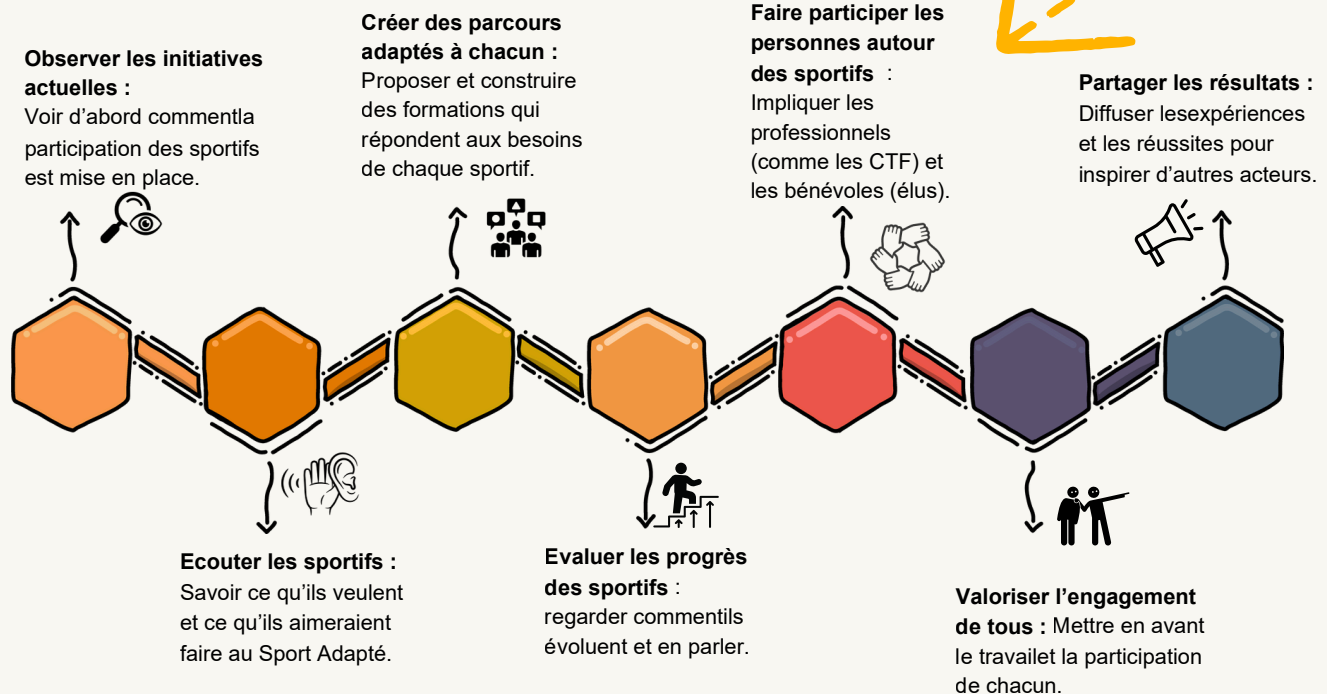 Observer les initiatives
actuelles :
Voir d’abord commentla
participation des sportifs
est mise en place.
Ecouter les sportifs :
Savoir ce qu’ils veulent
et ce qu’ils aimeraient
faire au Sport Adapté.
Créer des parcours
adaptés à chacun :
Proposer et construire
des formations qui
répondent aux besoins
de chaque sportif.
Evaluer les progrès
des sportifs :
regarder commentils
évoluent et en parler.
Faire participer les
personnes autour
des sportifs :
Impliquer les
professionnels
(comme les CTF) et
les bénévoles (élus).
Valoriser l’engagement
de tous : Mettre en avant
le travailet la participation
de chacun.
Partager les résultats :
Diffuser lesexpériences
et les réussites pour
inspirer d’autres acteurs.